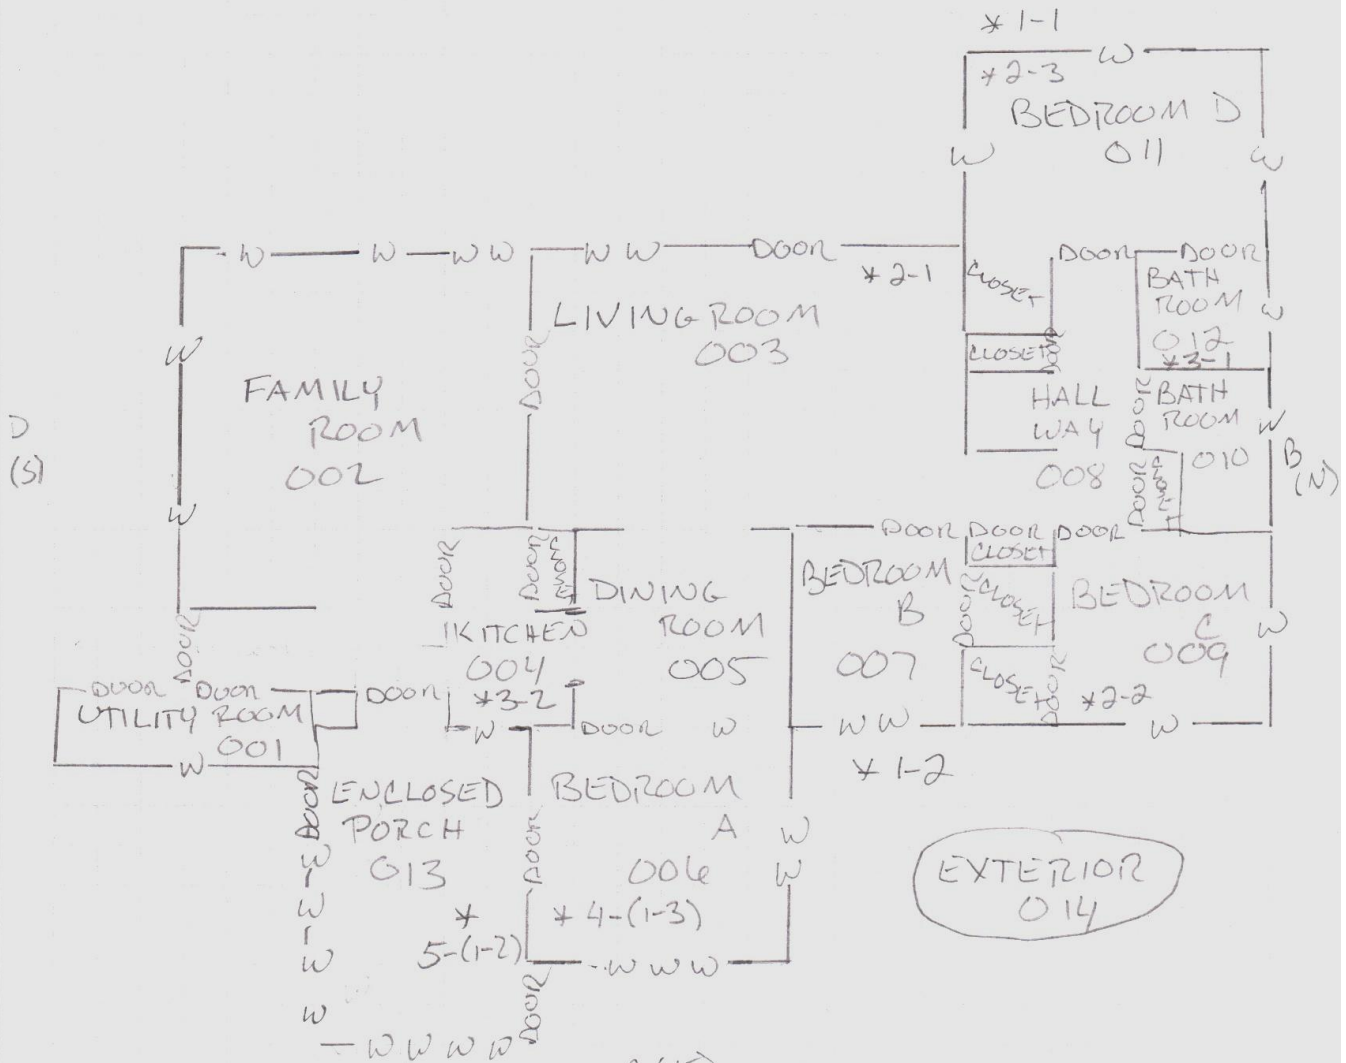 * 1-1
W
* 2-3
BEDROOM D
011
W
W
W
W
W W
W W
DOOR
* 2-1
DOOR
DOOR
CLOSET
BATH
ROOM
012
W
LIVING ROOM
003
DOOR
W
CLOSET
DOOR
* 3-1
FAMILY
ROOM
002
HALL
WAY
008
DOOR
BATH
ROOM
010
W
D
(S)
B
(N)
W
DOOR
DOOR
DOOR
DOOR
DOOR
DOOR
CLOSET
DINING
ROOM
005
BEDROOM
B
007
DOOR
CLOSET
BEDROOM
C
009
W
KITCHEN
004
* 3-2
DOOR
DOOR
DOOR
DOOR
CLOSET
DOOR
* 2-2
UTILITY ROOM
001
W
W
DOOR
W
W W
W
* 1-2
DOOR
ENCLOSED
PORCH
013
BEDROOM
A
006
DOOR
W
W
EXTERIOR
014
W
W
W
W
*
5-(1-2)
* 4-(1-3)
W W W
DOOR
W W W W